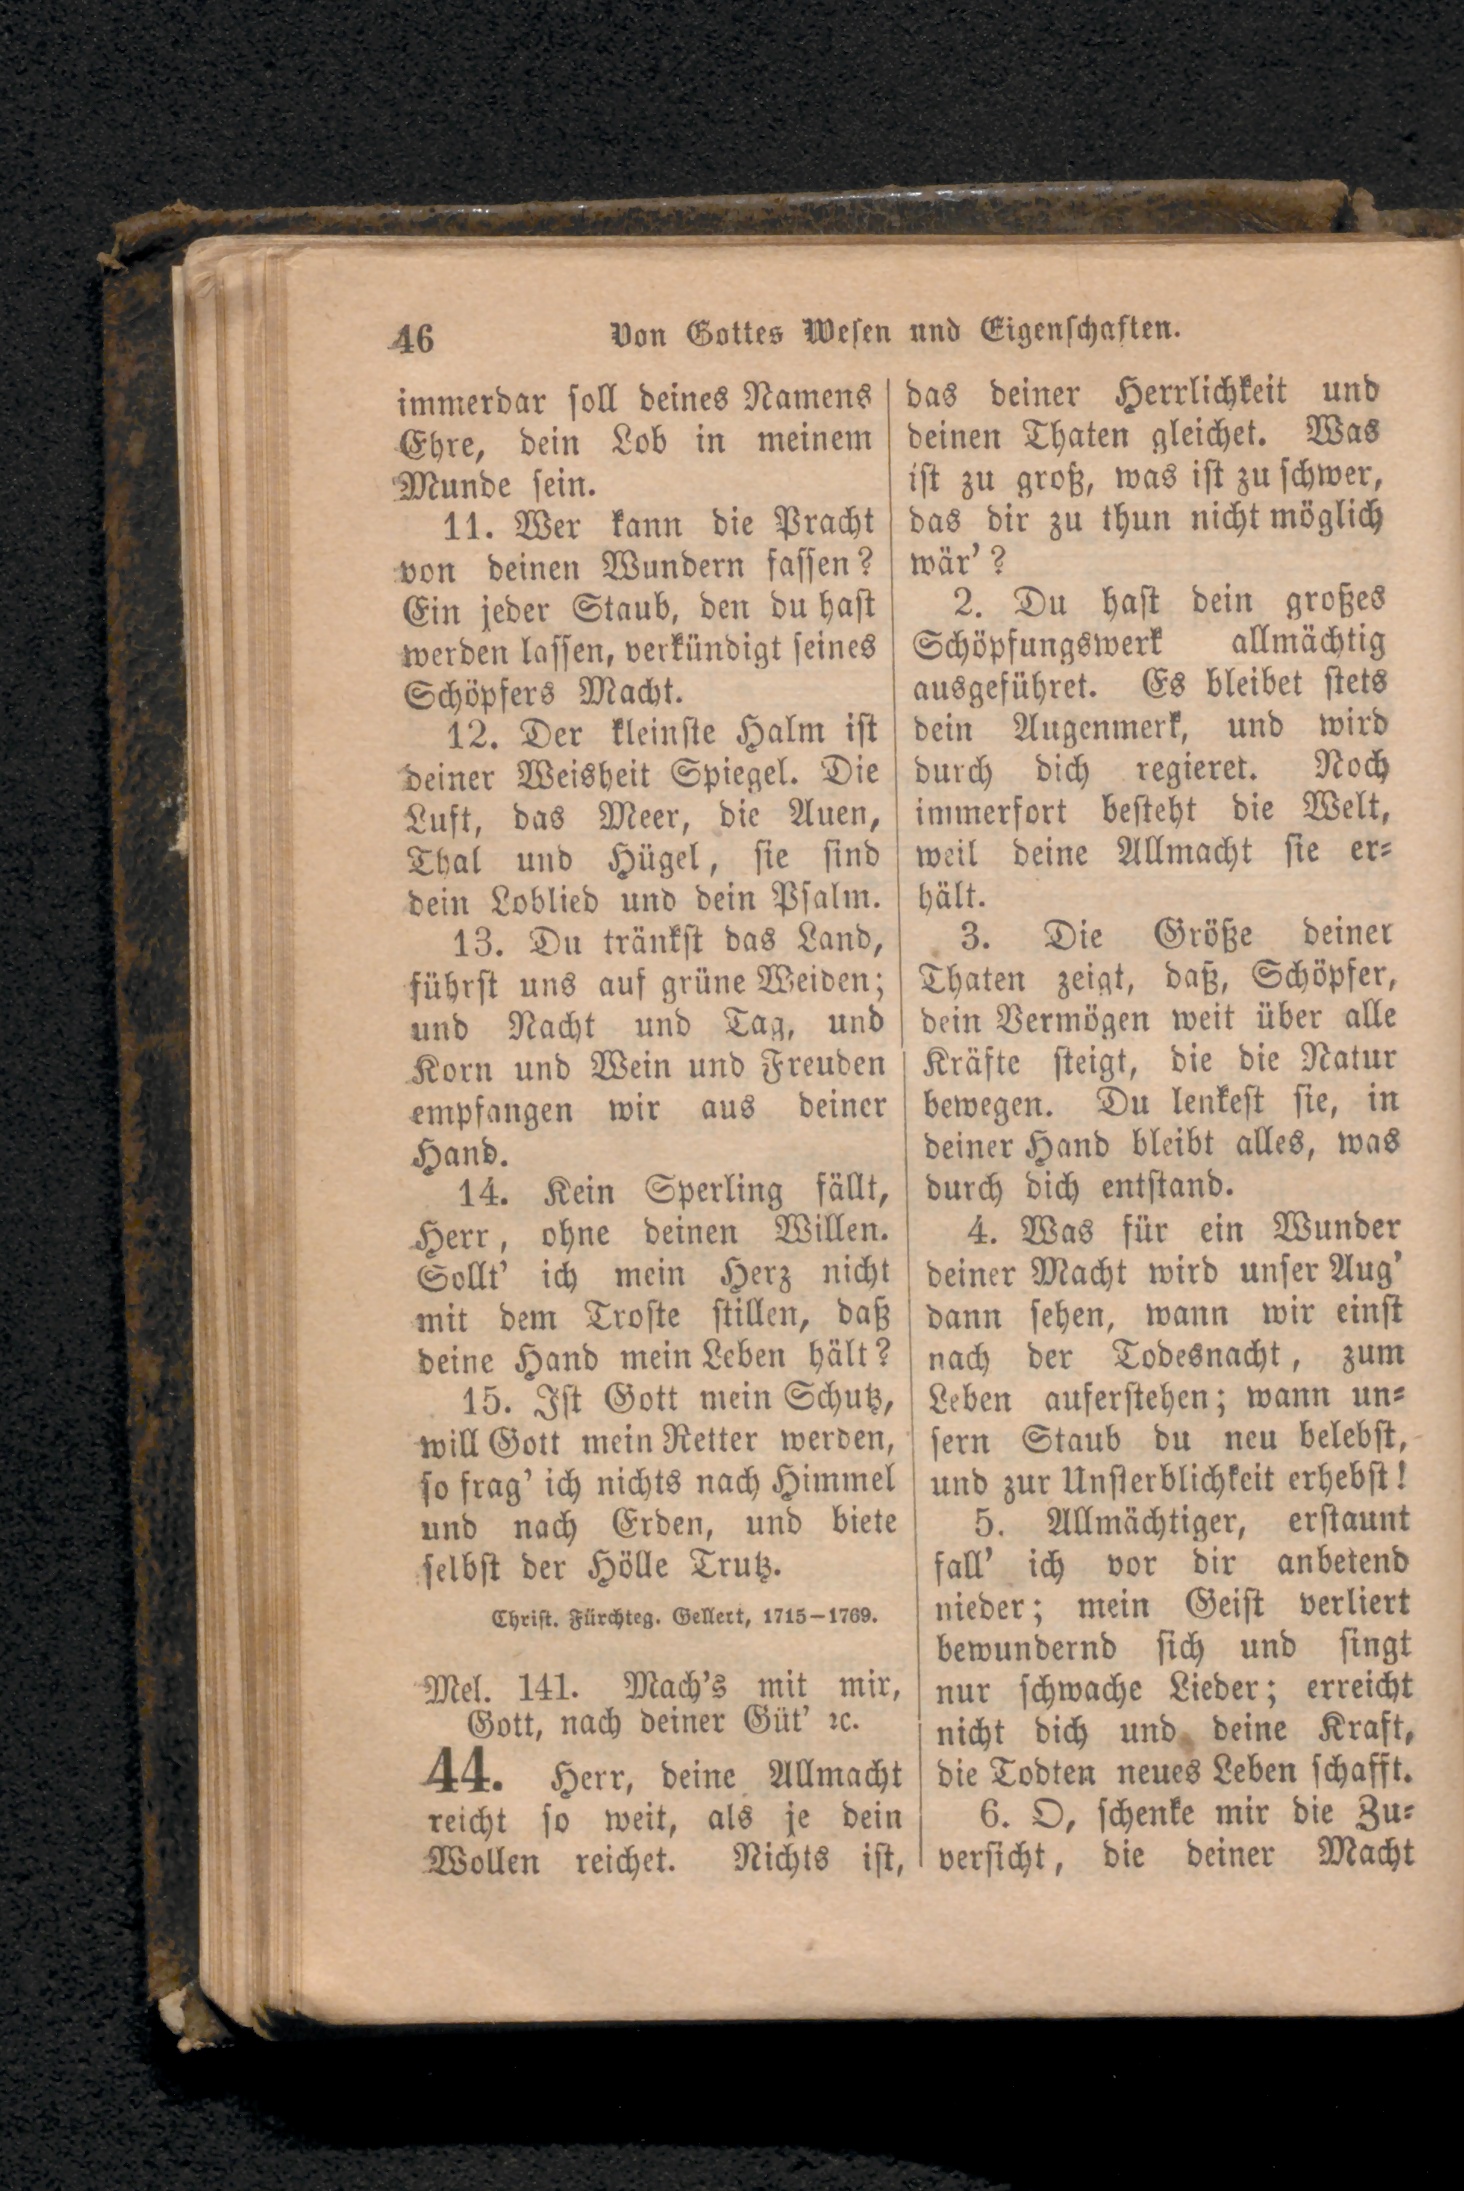 46
Von Gottes Wesen und Eigenschaften.
immerdar soll deines Namens
Ehre, dein Lob in meinem
Munde sein.
11. Wer kann die Pracht
von deinen Wundern fassen?
Ein jeder Staub, den du hast
werden lassen, verkündigt seines
Schöpfers Macht.
12. Der kleinste Halm ist
deiner Weisheit Spiegel. Die
Luft, das Meer, die Auen,
Thal und Hügel, sie sind
dein Loblied und dein Psalm.
13. Du tränkst das Land,
führst uns auf grüne Weiden;
und Nacht und Tag, und
Korn und Wein und Freuden
empfangen wir aus deiner
Hand.
14. Kein Sperling fällt,
Herr, ohne deinen Willen.
Sollt' ich mein Herz nicht
mit dem Troste stillen, daß
deine Hand mein Leben hält?
15. Ist Gott mein Schutz,
will Gott mein Retter werden,
so frag' ich nichts nach Himmel
und nach Erden, und biete
selbst der Hölle Trutz.
Christ. Fürchteg. Gellert, 1715–1769.
Mel. 141. Mach's mit mir,
Gott, nach deiner Güt' ꝛc.
44. Herr, deine Allmacht
reicht so weit, als je dein
Wollen reichet. Nichts ist,
das deiner Herrlichkeit und
deinen Thaten gleichet. Was
ist zu groß, was ist zu schwer,
das dir zu thun nicht möglich
wär'?
2. Du hast dein großes
Schöpfungswerk allmächtig
ausgeführet. Es bleibet stets
dein Augenmerk, und wird
durch dich regieret. Noch
immerfort besteht die Welt,
weil deine Allmacht sie er-
hält.
3. Die Größe deiner
Thaten zeigt, daß, Schöpfer,
dein Vermögen weit über alle
Kräfte steigt, die die Natur
bewegen. Du lenkest sie, in
deiner Hand bleibt alles, was
durch dich entstand.
4. Was für ein Wunder
deiner Macht wird unser Aug'
dann sehen, wann wir einst
nach der Todesnacht, zum
Leben auferstehen; wann un-
sern Staub du neu belebst,
und zur Unsterblichkeit erhebst!
5. Allmächtiger, erstaunt
fall' ich vor dir anbetend
nieder; mein Geist verliert
bewundernd sich und singt
nur schwache Lieder; erreicht
nicht dich und deine Kraft,
die Todten neues Leben schafft.
6. O, schenke mir die Zu-
versicht, die deiner Macht